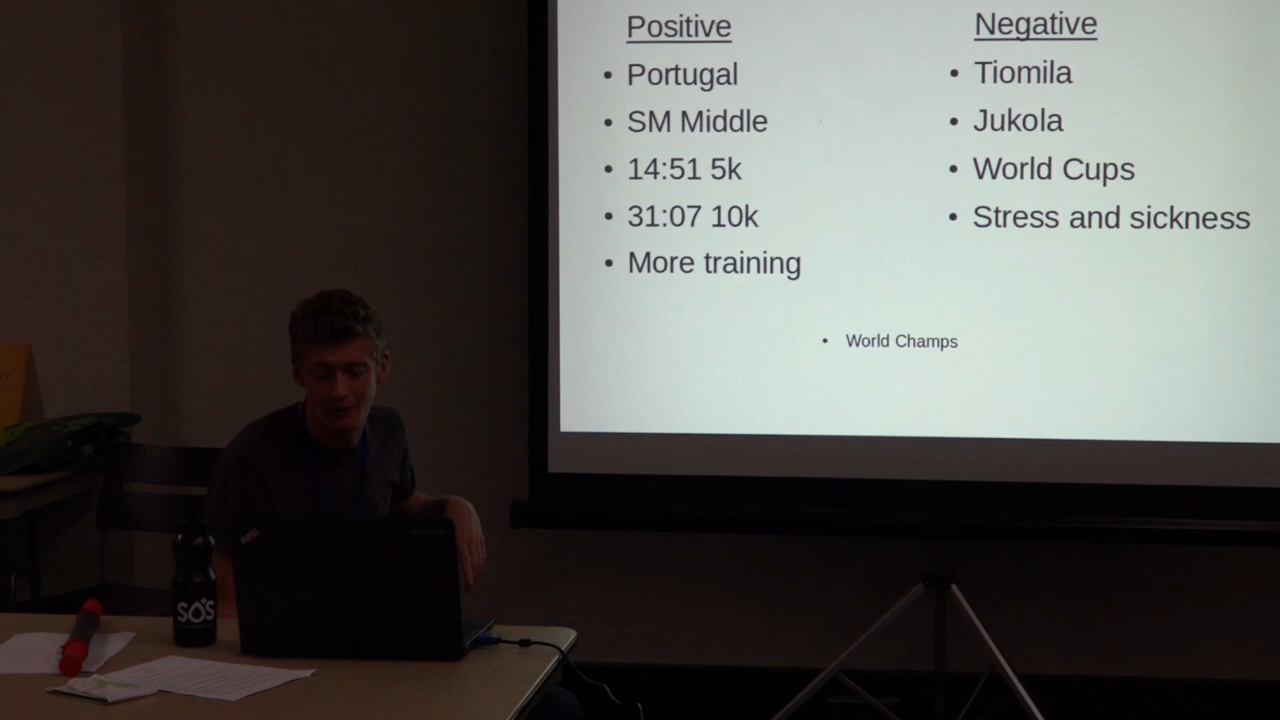 Positive
• Portugal
• SM Middle
• 14:51 5k
• 31:07 10k
• More training
Negative
• Tiomila
• Jukola
• World Cups
• Stress and sickness
• World Champs
SOS